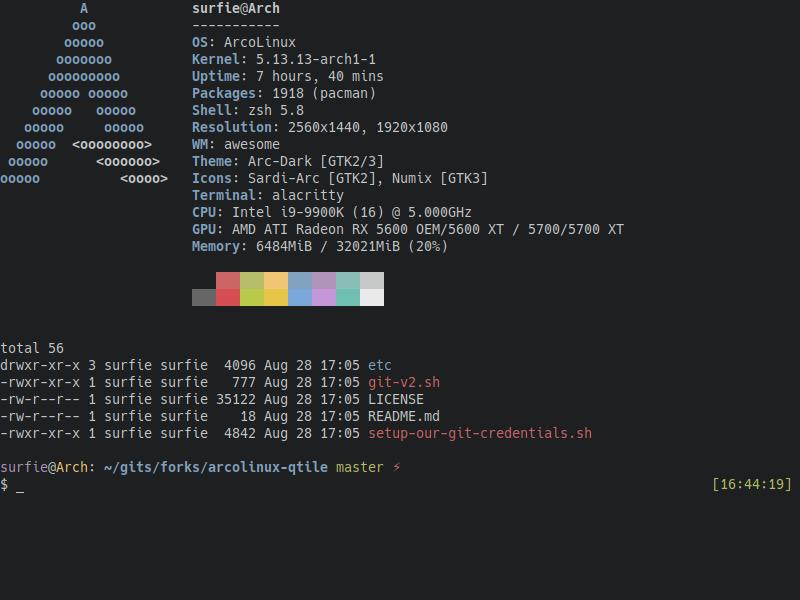 A surfie@Arch
ooo -----------
ooooo OS: ArcoLinux
ooooooo Kernel: 5.13.13-arch1-1
ooooooooo Uptime: 7 hours, 40 mins
ooooo ooooo Packages: 1918 (pacman)
ooooo ooooo Shell: zsh 5.8
ooooo ooooo Resolution: 2560x1440, 1920x1080
ooooo <oooooooo> WM: awesome
ooooo <oooooo> Theme: Arc-Dark [GTK2/3]
ooooo <oooo> Icons: Sardi-Arc [GTK2], Numix [GTK3]
Terminal: alacritty
CPU: Intel i9-9900K (16) @ 5.000GHz
GPU: AMD ATI Radeon RX 5600 OEM/5600 XT / 5700/5700 XT
Memory: 6484MiB / 32021MiB (20%)
total 56
drwxr-xr-x 3 surfie surfie 4096 Aug 28 17:05 etc
-rwxr-xr-x 1 surfie surfie 777 Aug 28 17:05 git-v2.sh
-rw-r--r-- 1 surfie surfie 35122 Aug 28 17:05 LICENSE
-rw-r--r-- 1 surfie surfie 18 Aug 28 17:05 README.md
-rwxr-xr-x 1 surfie surfie 4842 Aug 28 17:05 setup-our-git-credentials.sh
surfie@Arch: ~/gits/forks/arcolinux-qtile master ⚡
$ _ [16:44:19]